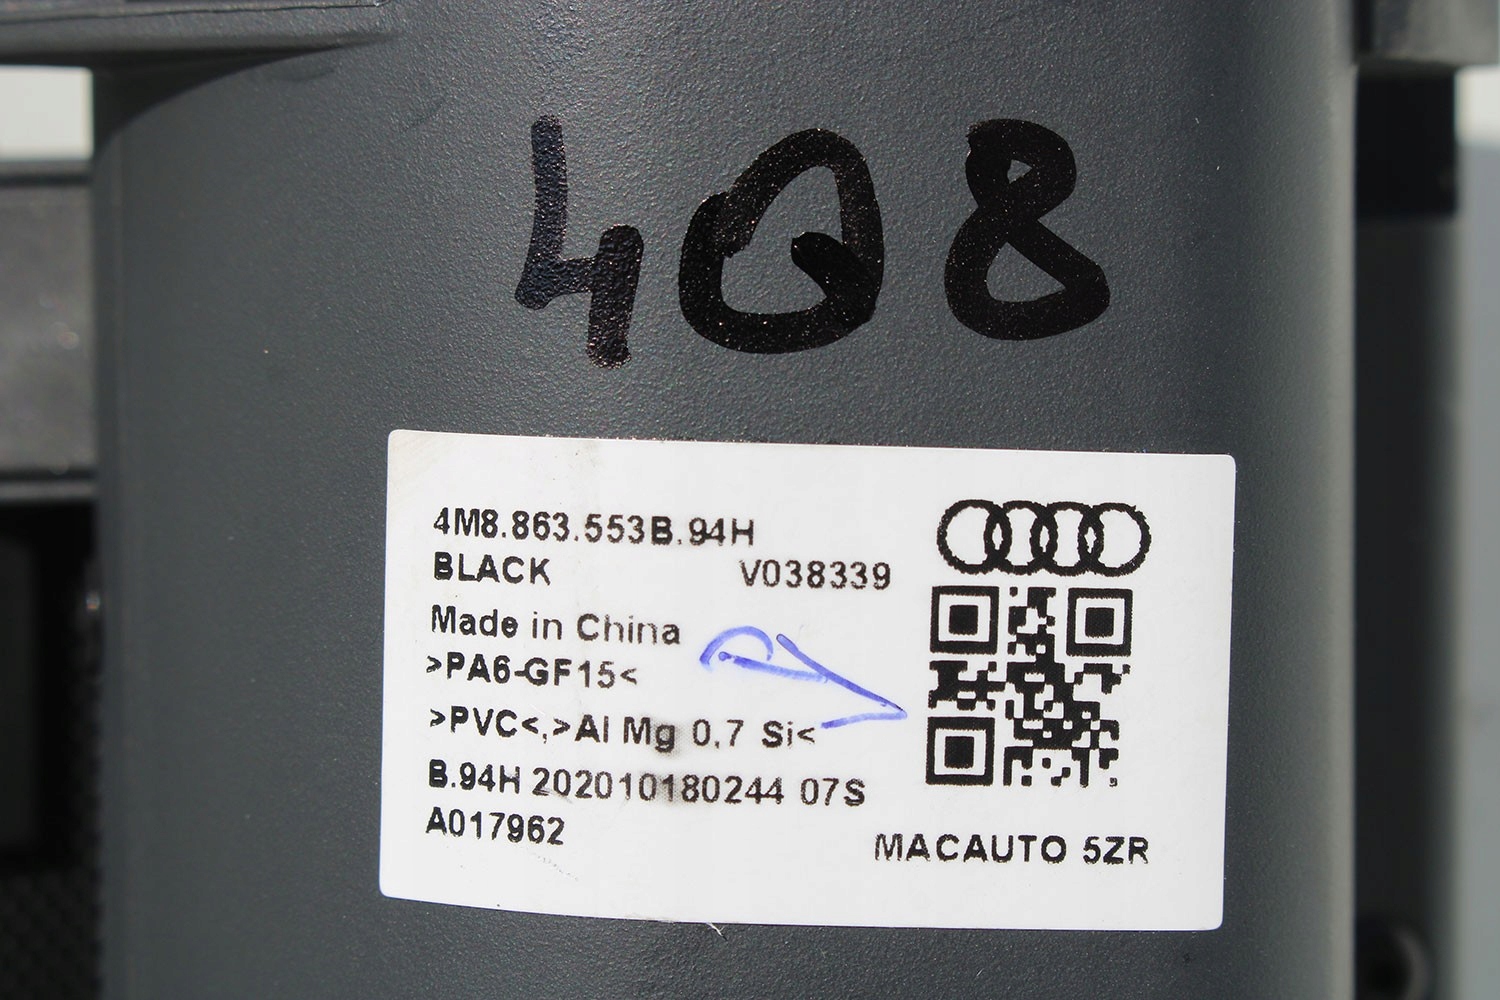 4Q8
4M8.863.553B.94H
BLACK V038339
Made in China
>PA6-GF15<
>PVC<,>Al Mg 0,7 Si<
B.94H 202010180244 07S
A017962
MACAUTO 5ZR